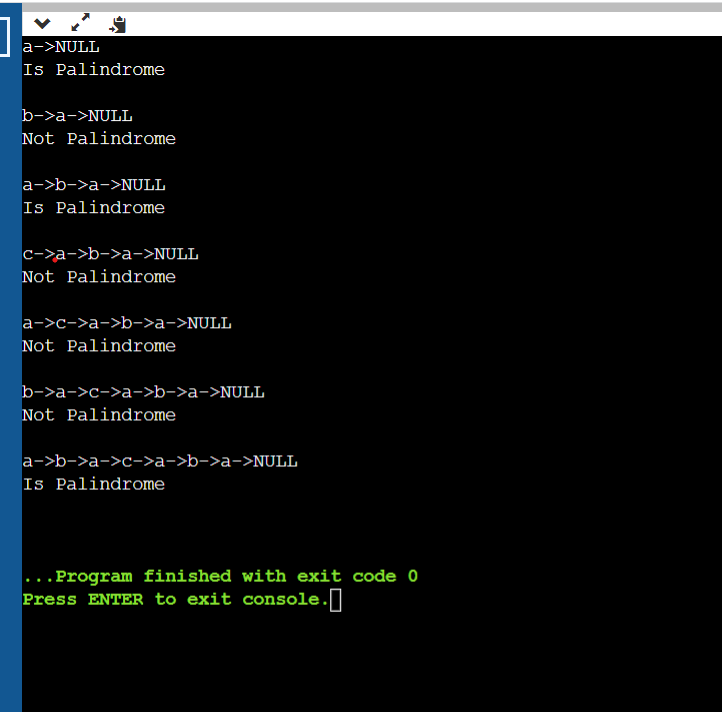 a->NULL
Is Palindrome
b->a->NULL
Not Palindrome
a->b->a->NULL
Is Palindrome
c->a->b->a->NULL
Not Palindrome
a->c->a->b->a->NULL
Not Palindrome
b->a->c->a->b->a->NULL
Not Palindrome
a->b->a->c->a->b->a->NULL
Is Palindrome
...Program finished with exit code 0
Press ENTER to exit console.